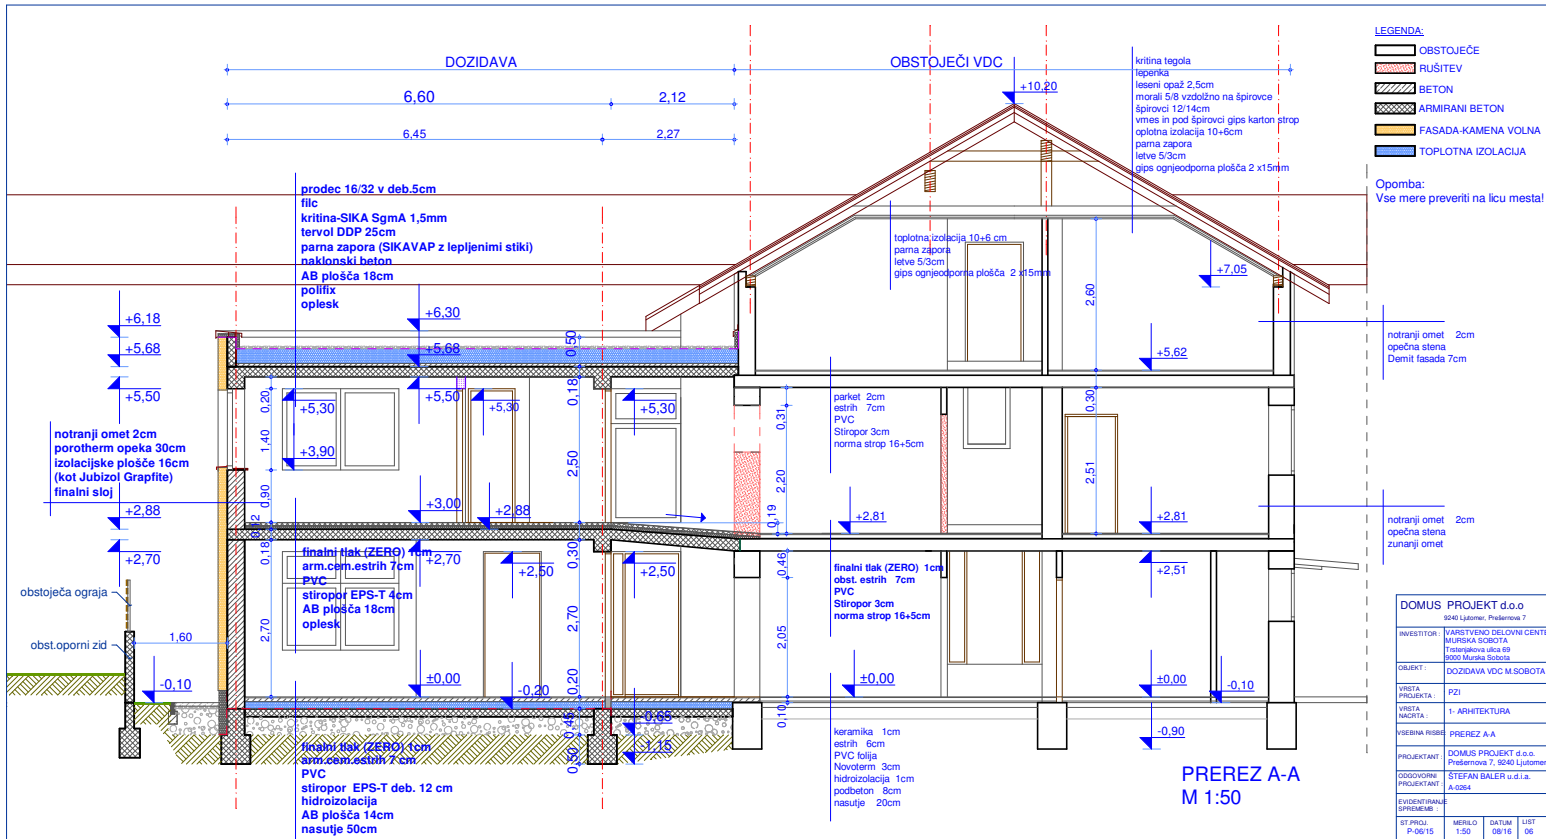 DOZIDAVA
OBSTOJEČI VDC
6,60
2,12
6,45
2,27
+10,20
kritina tegola
lepenka
leseni opaž 2,5cm
morali 5/8 vzdolžno na špirovce
špirovci 12/14cm
vmes in pod špirovci gips karton strop
oplotna izolacija 10+6cm
parna zapora
letve 5/3cm
gips ognjeodporna plošča 2 x15mm
LEGENDA:
OBSTOJEČE
RUŠITEV
BETON
ARMIRANI BETON
FASADA-KAMENA VOLNA
TOPLOTNA IZOLACIJA
Opomba:
Vse mere preveriti na licu mesta!
prodec 16/32 v deb.5cm
filc
kritina-SIKA SgmA 1,5mm
tervol DDP 25cm
parna zapora (SIKAVAP z lepljenimi stiki)
naklonski beton
AB plošča 18cm
polifix
oplesk
toplotna izolacija 10+6 cm
parna zapora
letve 5/3cm
gips ognjeodporna plošča 2 x15mm
+7,05
2,60
+6,18
+5,68
+5,50
+6,30
+5,68
+5,50
0,50
0,18
+5,62
0,30
notranji omet 2cm
opečna stena
Demit fasada 7cm
0,20
1,40
0,90
0,12
+5,30
+5,30
+5,30
+3,90
2,50
+3,00
+2,88
parket 2cm
estrih 7cm
PVC
Stiropor 3cm
norma strop 16+5cm
0,31
2,20
0,19
2,51
+2,81
+2,81
notranji omet 2cm
porotherm opeka 30cm
izolacijske plošče 16cm
(kot Jubizol Grapfite)
finalni sloj
+2,88
+2,70
notranji omet 2cm
opečna stena
zunanji omet
0,18
2,70
finalni tlak (ZERO) 1cm
arm.cem.estrih 7cm
PVC
stiropor EPS-T 4cm
AB plošča 18cm
oplesk
+2,70
+2,50
+2,50
0,30
2,70
0,20
0,46
2,05
0,10
finalni tlak (ZERO) 1cm
obst. estrih 7cm
PVC
Stiropor 3cm
norma strop 16+5cm
+2,51
obstoječa ograja
obst.oporni zid
1,60
-0,10
±0,00
-0,20
±0,00
±0,00
-0,10
0,45
0,50
-0,65
-1,15
-0,90
finalni tlak (ZERO) 1cm
arm.cem.estrih 7 cm
PVC
stiropor EPS-T deb. 12 cm
hidroizolacija
AB plošča 14cm
nasutje 50cm
keramika 1cm
estrih 6cm
PVC folija
Novoterm 3cm
hidroizolacija 1cm
podbeton 8cm
nasutje 20cm
PREREZ A-A
M 1:50
DOMUS PROJEKT d.o.o
9240 Ljutomer, Prešernova 7
INVESTITOR :
VARSTVENO DELOVNI CENTE
MURSKA SOBOTA
Trstenjakova ulica 69
9000 Murska Sobota
OBJEKT :
DOZIDAVA VDC M.SOBOTA
VRSTA PROJEKTA :
PZI
VRSTA NAČRTA :
1- ARHITEKTURA
VSEBINA RISBE:
PREREZ A-A
PROJEKTANT :
DOMUS PROJEKT d.o.o.
Prešernova 7, 9240 Ljutomer
ODGOVORNI PROJEKTANT :
ŠTEFAN BALER u.d.i.a.
A-0264
EVIDENTIRANJE SPREMEMB :
ST.PROJ. P-06/15
MERILO 1:50
DATUM 08/16
LIST 06